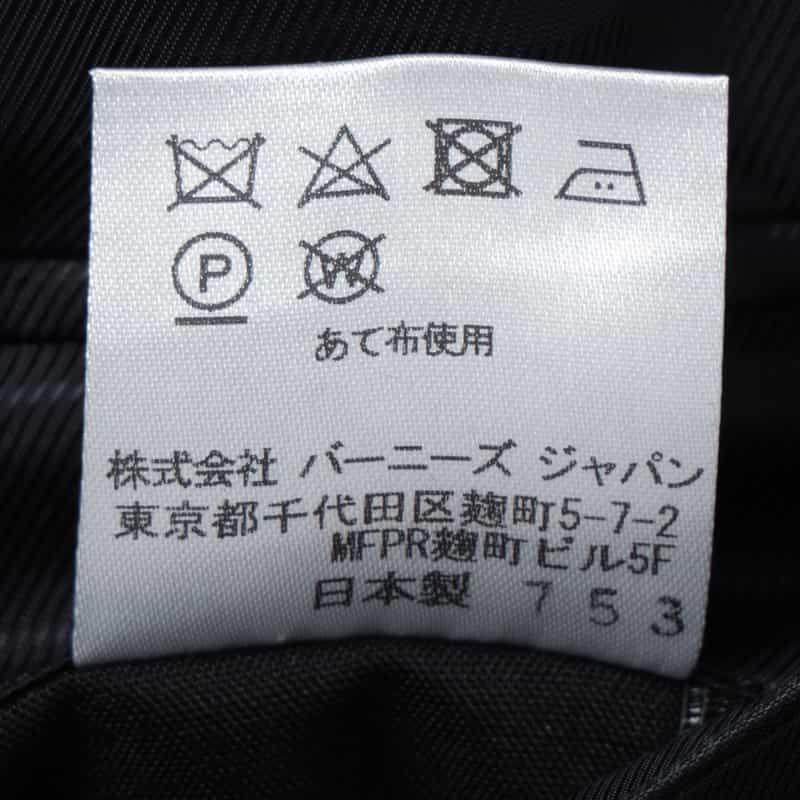 P
W
あて布使用
株式会社 バーニーズ ジャパン
東京都千代田区麹町5-7-2
MFPR麹町ビル5F
日本製 753